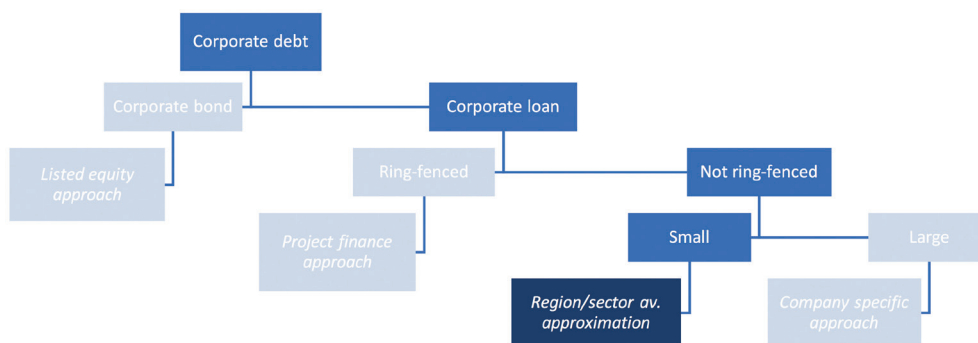 Corporate debt
Corporate bond
Corporate loan
Listed equity
approach
Ring-fenced
Not ring-fenced
Project finance
approach
Small
Large
Region/sector av.
approximation
Company specific
approach